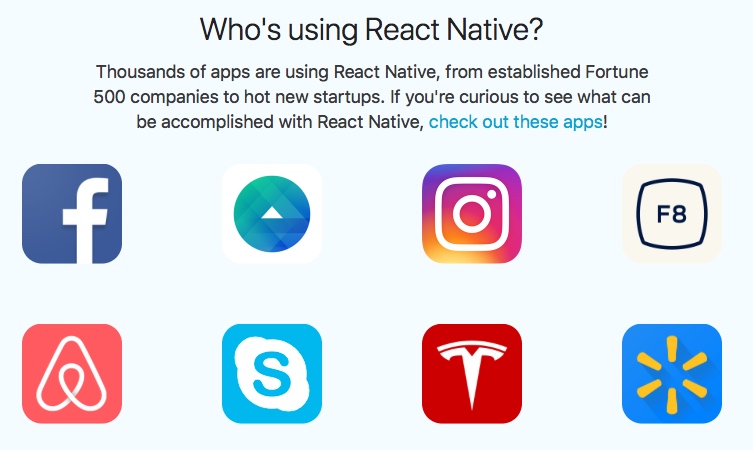 Who's using React Native?
Thousands of apps are using React Native, from established Fortune
500 companies to hot new startups. If you're curious to see what can
be accomplished with React Native, check out these apps!
F8